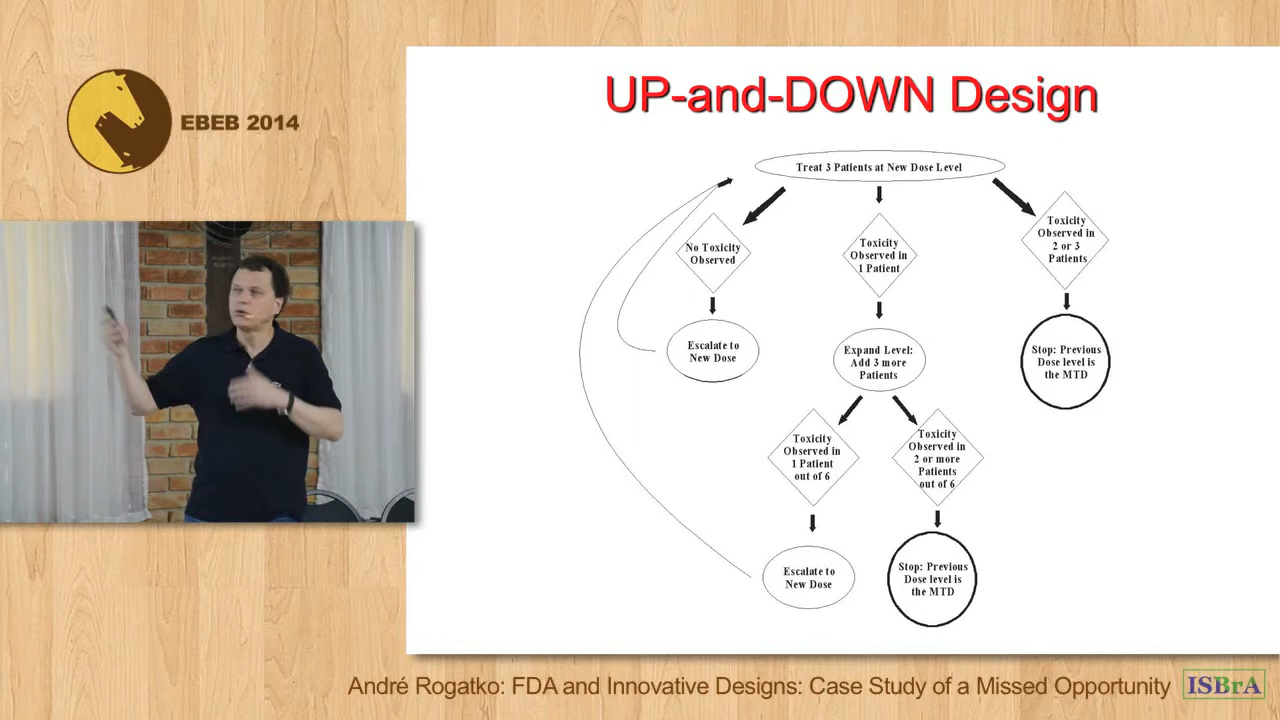 EBEB 2014
UP-and-DOWN Design
Treat 3 Patients at New Dose Level
No Toxicity
Observed
Toxicity
Observed in
1 Patient
Toxicity
Observed in
2 or 3
Patients
Escalate to
New Dose
Expand Level:
Add 3 more
Patients
Stop: Previous
Dose level is
the MTD
Toxicity
Observed in
1 Patient
out of 6
Toxicity
Observed in
2 or more
Patients
out of 6
Escalate to
New Dose
Stop: Previous
Dose level is
the MTD
André Rogatko: FDA and Innovative Designs: Case Study of a Missed Opportunity
ISBrA